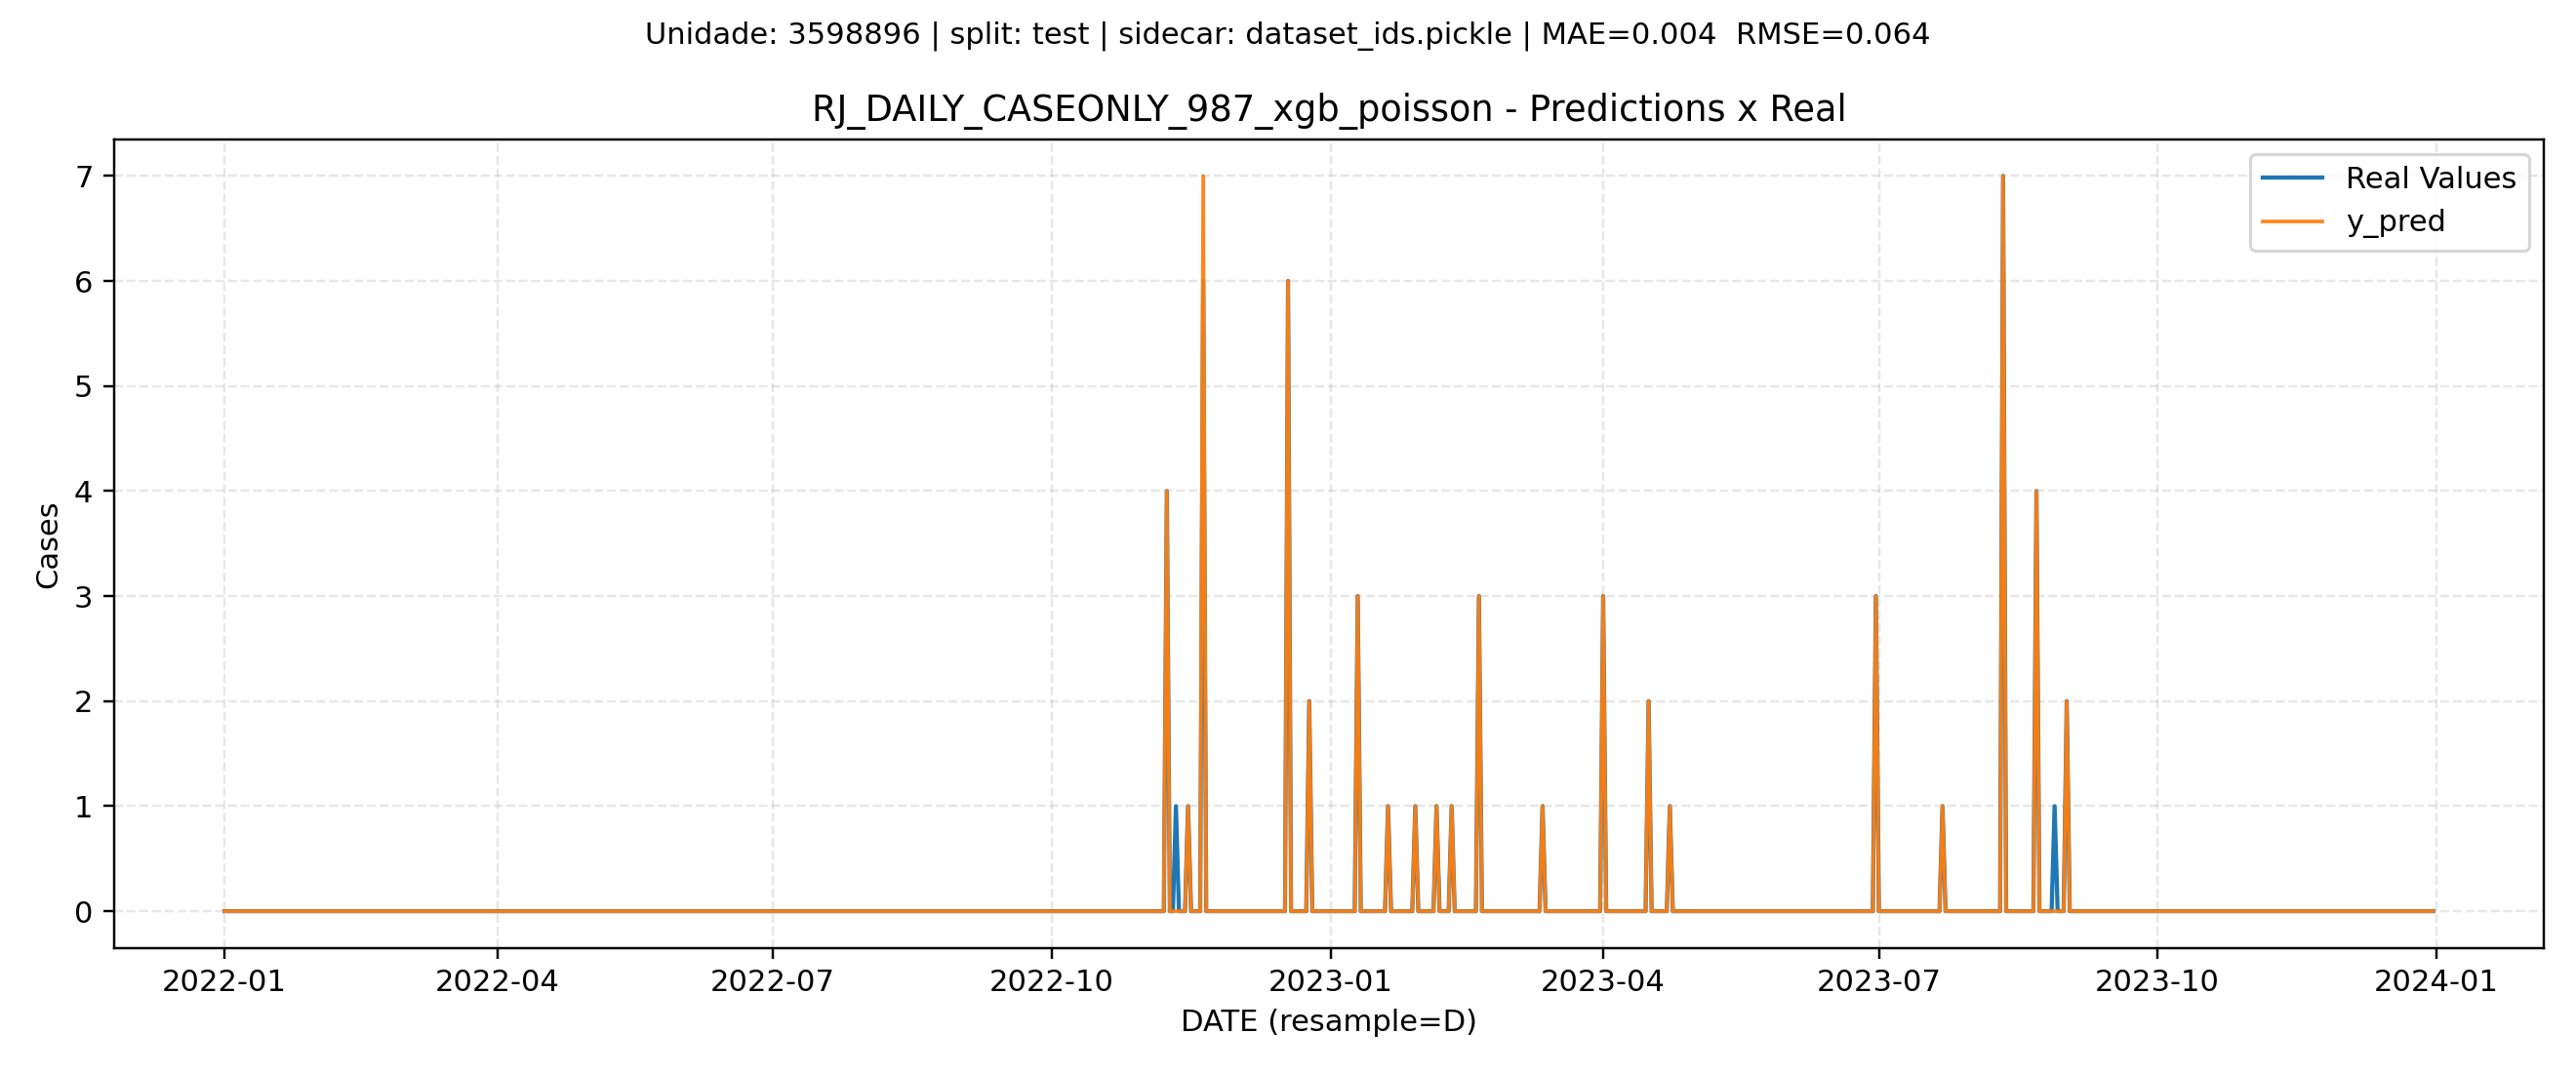 Unidade: 3598896 | split: test | sidecar: dataset_ids.pickle | MAE=0.004  RMSE=0.064
RJ_DAILY_CASEONLY_987_xgb_poisson - Predictions x Real
Real Values
y_pred
Cases
7
6
5
4
3
2
1
0
2022-01
2022-04
2022-07
2022-10
2023-01
2023-04
2023-07
2023-10
2024-01
DATE (resample=D)